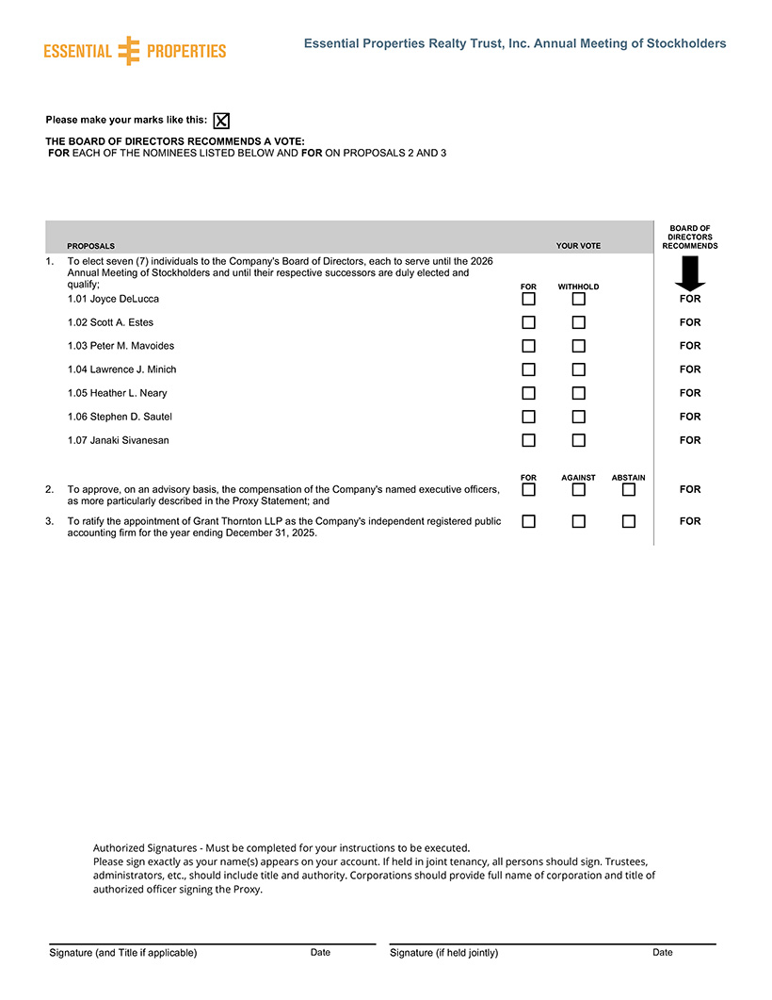 ESSENTIAL PROPERTIES
Essential Properties Realty Trust, Inc. Annual Meeting of Stockholders
Please make your marks like this: X
THE BOARD OF DIRECTORS RECOMMENDS A VOTE:
FOR EACH OF THE NOMINEES LISTED BELOW AND FOR ON PROPOSALS 2 AND 3
PROPOSALS
YOUR VOTE
BOARD OF
DIRECTORS
RECOMMENDS
1. To elect seven (7) individuals to the Company's Board of Directors, each to serve until the 2026
Annual Meeting of Stockholders and until their respective successors are duly elected and
qualify;
FOR WITHHOLD
1.01 Joyce DeLucca FOR
1.02 Scott A. Estes FOR
1.03 Peter M. Mavoides FOR
1.04 Lawrence J. Minich FOR
1.05 Heather L. Neary FOR
1.06 Stephen D. Sautel FOR
1.07 Janaki Sivanesan FOR
FOR AGAINST ABSTAIN
2. To approve, on an advisory basis, the compensation of the Company's named executive officers, FOR
as more particularly described in the Proxy Statement; and
3. To ratify the appointment of Grant Thornton LLP as the Company's independent registered public FOR
accounting firm for the year ending December 31, 2025.
Authorized Signatures - Must be completed for your instructions to be executed.
Please sign exactly as your name(s) appears on your account. If held in joint tenancy, all persons should sign. Trustees,
administrators, etc., should include title and authority. Corporations should provide full name of corporation and title of
authorized officer signing the Proxy.
Signature (and Title if applicable) Date Signature (if held jointly) Date